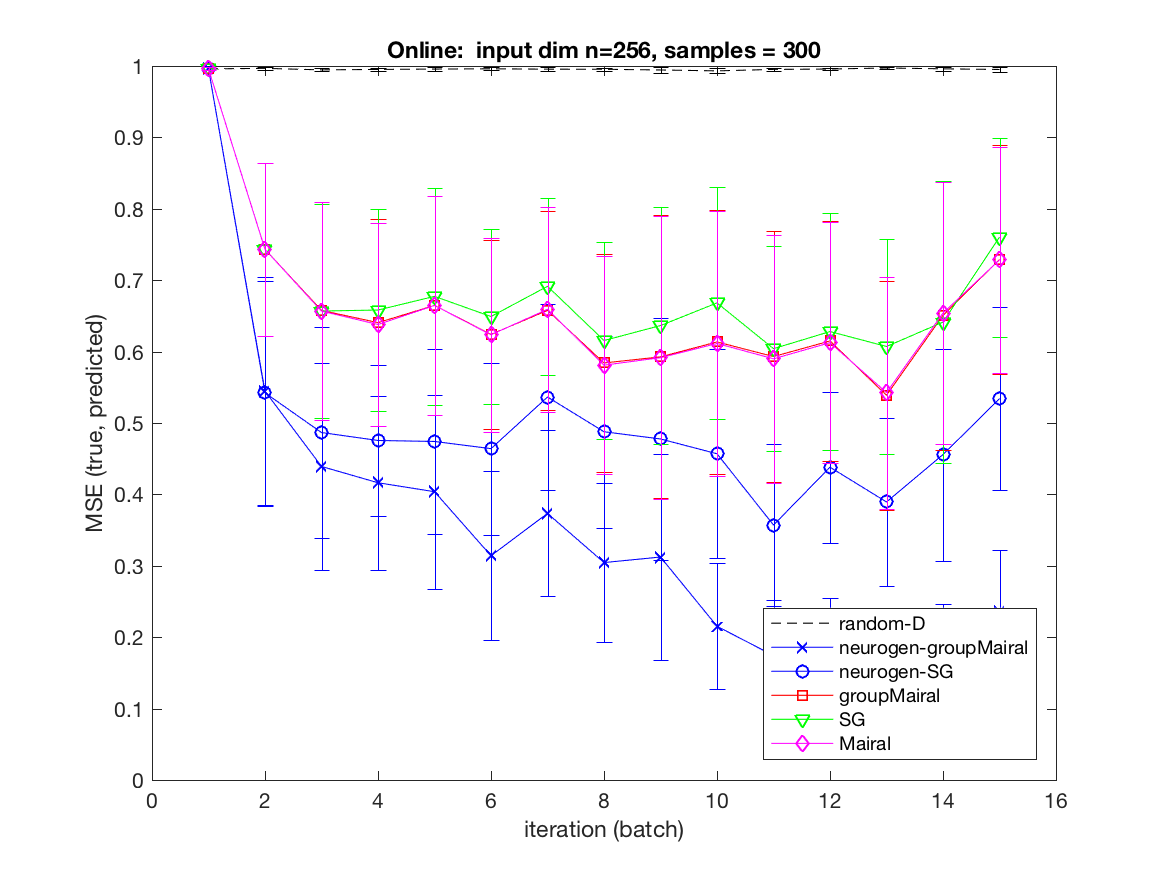 Online: input dim n=256, samples = 300
MSE (true, predicted)
1
0.9
0.8
0.7
0.6
0.5
0.4
0.3
0.2
0.1
0
0 2 4 6 8 10 12 14 16
iteration (batch)
random-D
neurogen-groupMairal
neurogen-SG
groupMairal
SG
Mairal